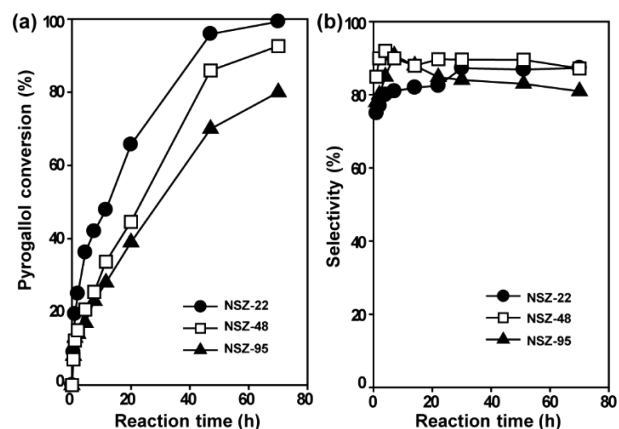 (a)
Pyrogallol conversion (%)
100
80
60
40
20
0
NSZ-22
NSZ-48
NSZ-95
0 20 40 60 80
Reaction time (h)
(b)
Selectivity (%)
100
80
60
40
20
0
NSZ-22
NSZ-48
NSZ-95
0 20 40 60 80
Reaction time (h)